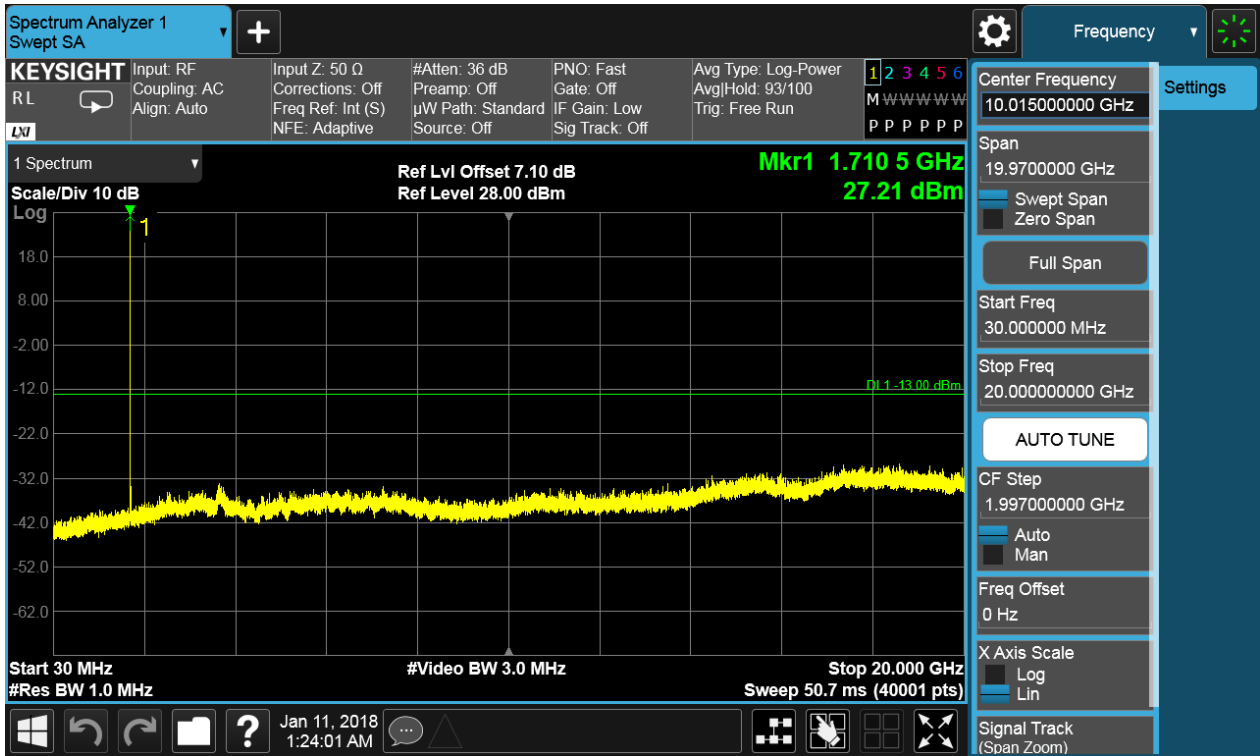 Spectrum Analyzer 1
Swept SA
Frequency
KEYSIGHT
R L
LXI
Input: RF
Coupling: AC
Align: Auto
Input Z: 50 Ω
Corrections: Off
Freq Ref: Int (S)
NFE: Adaptive
#Atten: 36 dB
Preamp: Off
µW Path: Standard
Source: Off
PNO: Fast
Gate: Off
IF Gain: Low
Sig Track: Off
Avg Type: Log-Power
Avg|Hold: 93/100
Trig: Free Run
1 2 3 4 5 6
M W W W W W
P P P P P P
1 Spectrum
Scale/Div 10 dB
Ref Lvl Offset 7.10 dB
Ref Level 28.00 dBm
Mkr1 1.710 5 GHz
27.21 dBm
Log
1
18.0
8.00
-2.00
-12.0
DL1 -13.00 dBm
-22.0
-32.0
-42.0
-52.0
-62.0
Start 30 MHz
#Res BW 1.0 MHz
#Video BW 3.0 MHz
Stop 20.000 GHz
Sweep 50.7 ms (40001 pts)
Jan 11, 2018
1:24:01 AM
Settings
Center Frequency
10.015000000 GHz
Span
19.9700000 GHz
Swept Span
Zero Span
Full Span
Start Freq
30.000000 MHz
Stop Freq
20.000000000 GHz
AUTO TUNE
CF Step
1.997000000 GHz
Auto
Man
Freq Offset
0 Hz
X Axis Scale
Log
Lin
Signal Track
(Span Zoom)